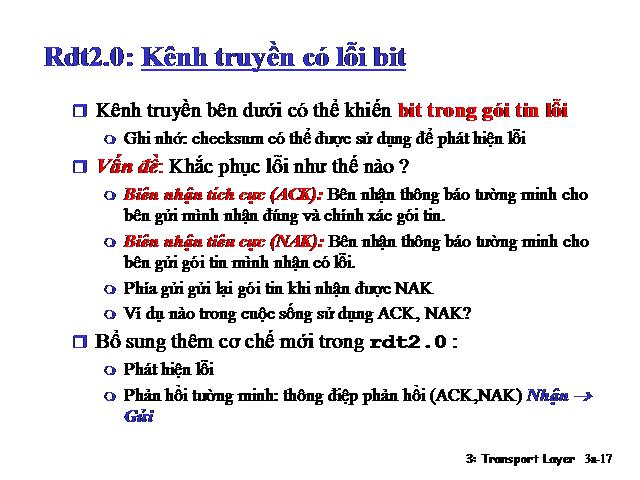 Rdt2.0: Kênh truyền có lỗi bit
Kênh truyền bên dưới có thể khiến bit trong gói tin lỗi
Ghi nhớ: checksum có thể được sử dụng để phát hiện lỗi
Vấn đề: Khắc phục lỗi như thế nào ?
Biên nhận tích cực (ACK): Bên nhận thông báo tường minh cho
bên gửi mình nhận đúng và chính xác gói tin.
Biên nhận tiêu cực (NAK): Bên nhận thông báo tường minh cho
bên gửi gói tin mình nhận có lỗi.
Phía gửi gửi lại gói tin khi nhận được NAK
Ví dụ nào trong cuộc sống sử dụng ACK, NAK?
Bổ sung thêm cơ chế mới trong rdt2.0 :
Phát hiện lỗi
Phản hồi tường minh: thông điệp phản hồi (ACK,NAK) Nhận →
Gửi
3: Transport Layer 3a-17